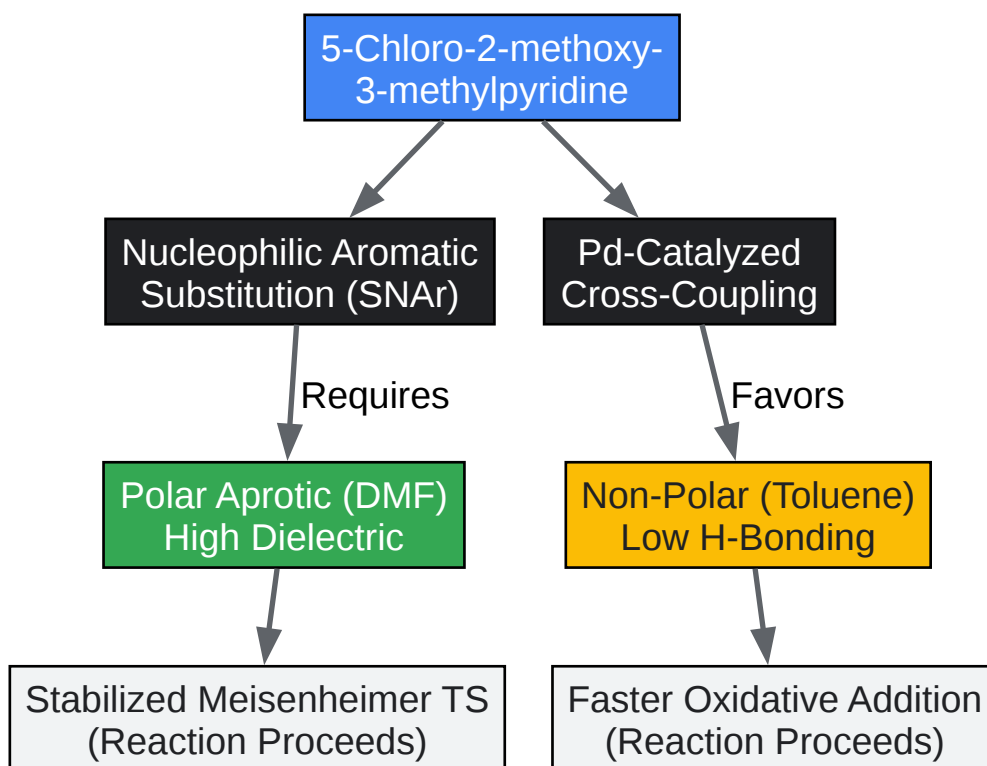 5-Chloro-2-methoxy-
3-methylpyridine
Nucleophilic Aromatic
Substitution (SNAr)
Pd-Catalyzed
Cross-Coupling
Requires
Favors
Polar Aprotic (DMF)
High Dielectric
Non-Polar (Toluene)
Low H-Bonding
Stabilized Meisenheimer TS
(Reaction Proceeds)
Faster Oxidative Addition
(Reaction Proceeds)